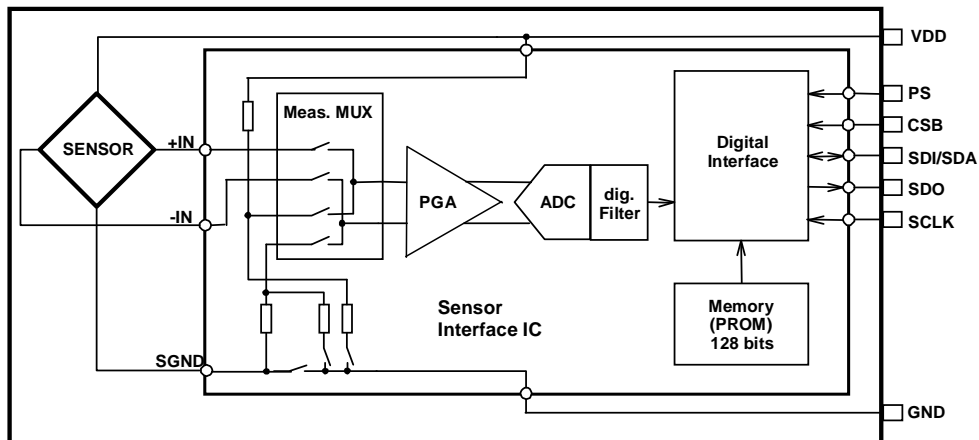 VDD
PS
CSB
SDI/SDA
SDO
SCLK
GND
SENSOR
+IN
-IN
SGND
Meas. MUX
PGA
ADC
dig.
Filter
Digital
Interface
Memory
(PROM)
128 bits
Sensor
Interface IC